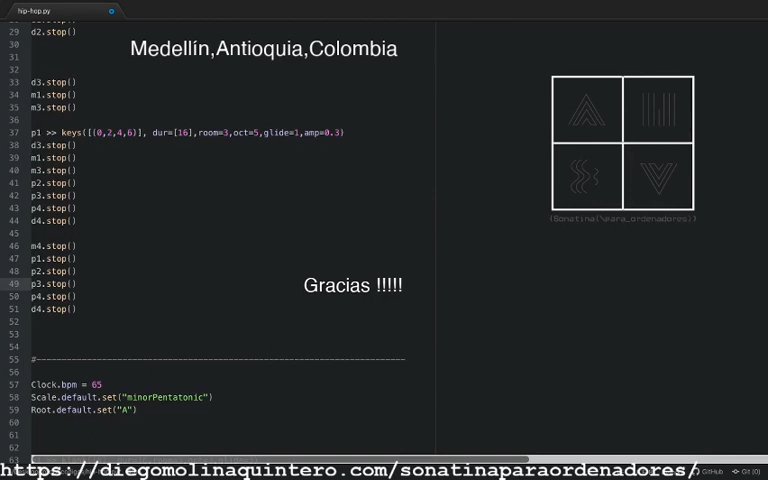 hip-hop.py
29 d2.stop()
30
Medellín,Antioquia,Colombia
31
32
33 d3.stop()
34 m1.stop()
35 m3.stop()
36
37 p1 >> keys([(0,2,4,6)], dur=[16],room=3,oct=5,glide=1,amp=0.3)
38 d3.stop()
39 m1.stop()
40 m3.stop()
41 p2.stop()
42 p3.stop()
43 p4.stop()
44 d4.stop()
45
46 m4.stop()
47 p1.stop()
48 p2.stop()
49 p3.stop()
Gracias !!!!!
50 p4.stop()
51 d4.stop()
52
53
54
55 #--------------------------------------------------------------------------
56
57 Clock.bpm = 65
58 Scale.default.set("minorPentatonic")
59 Root.default.set("A")
60
61
62
63
(Sonatina(\para_ordenadores))
https://diegomolinaquintero.com/sonatinaparaordenadores/
GitHub
Git (0)